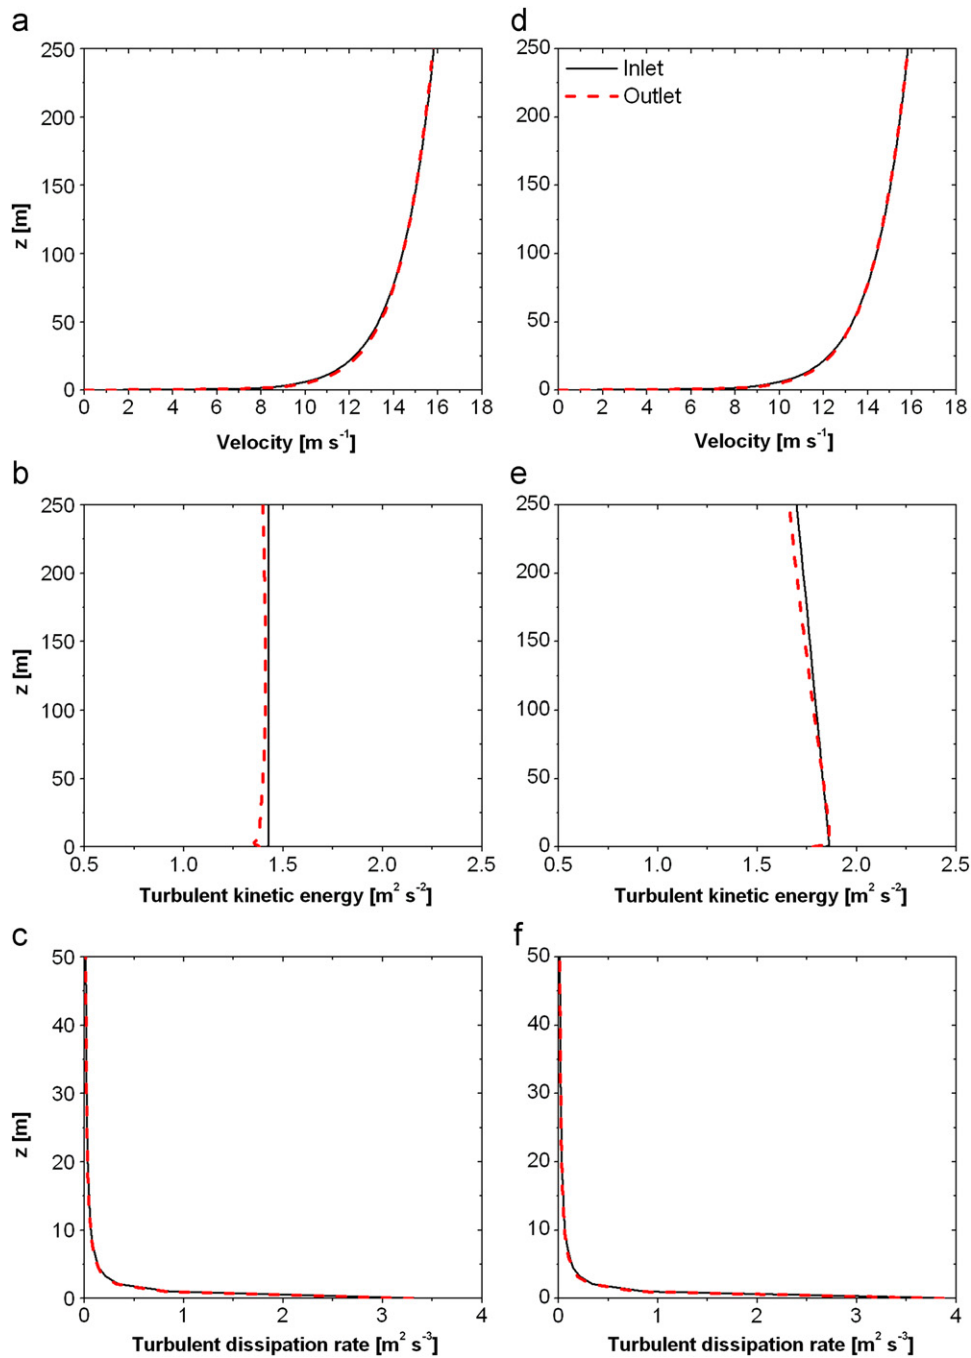 a
250
200
150
100
50
0
z [m]
0 2 4 6 8 10 12 14 16 18
Velocity [m s⁻¹]
d
Inlet
Outlet
250
200
150
100
50
0
0 2 4 6 8 10 12 14 16 18
Velocity [m s⁻¹]
b
250
200
150
100
50
0
z [m]
0.5 1.0 1.5 2.0 2.5
Turbulent kinetic energy [m² s⁻²]
e
250
200
150
100
50
0
0.5 1.0 1.5 2.0 2.5
Turbulent kinetic energy [m² s⁻²]
c
50
40
30
20
10
0
z [m]
0 1 2 3 4
Turbulent dissipation rate [m² s⁻³]
f
50
40
30
20
10
0
0 1 2 3 4
Turbulent dissipation rate [m² s⁻³]